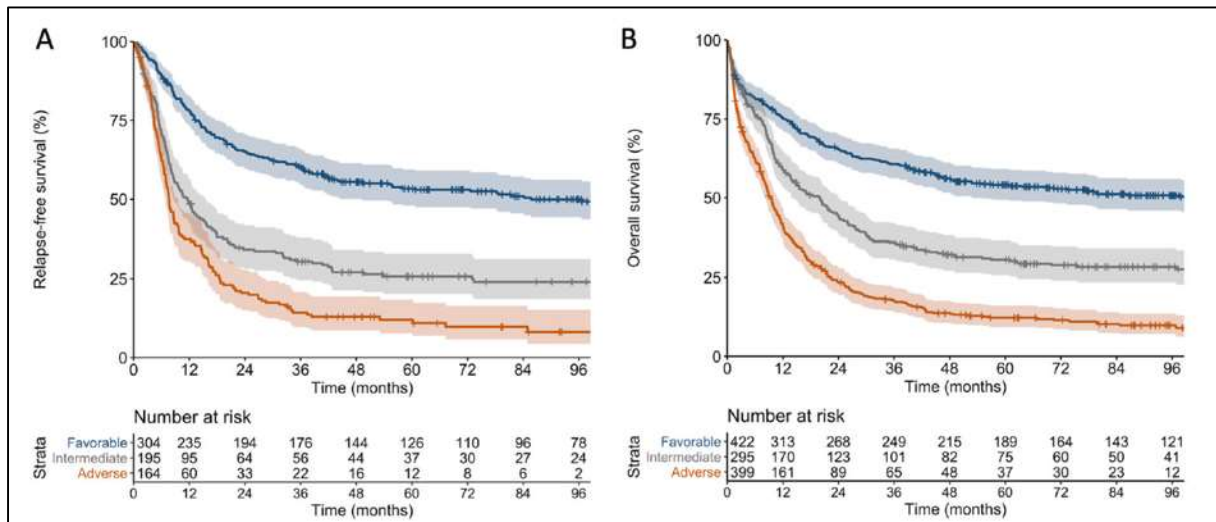 A
Relapse-free survival (%)
100
75
50
25
0
0 12 24 36 48 60 72 84 96
Time (months)
Number at risk
Strata
Favorable 304 235 194 176 144 126 110 96 78
Intermediate 195 95 64 56 44 37 30 27 24
Adverse 164 60 33 22 16 12 8 6 2
0 12 24 36 48 60 72 84 96
Time (months)
B
Overall survival (%)
100
75
50
25
0
0 12 24 36 48 60 72 84 96
Time (months)
Number at risk
Strata
Favorable 422 313 268 249 215 189 164 143 121
Intermediate 295 170 123 101 82 75 60 50 41
Adverse 399 161 89 65 48 37 30 23 12
0 12 24 36 48 60 72 84 96
Time (months)